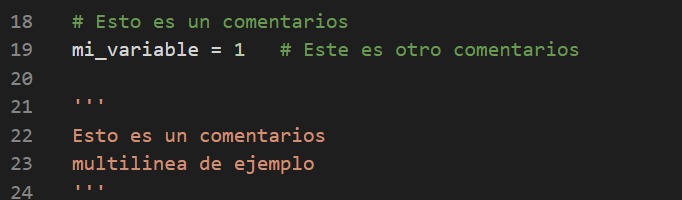 18 # Esto es un comentarios
19 mi_variable = 1 # Este es otro comentarios
20
21 '''
22 Esto es un comentarios
23 multilinea de ejemplo
24 '''